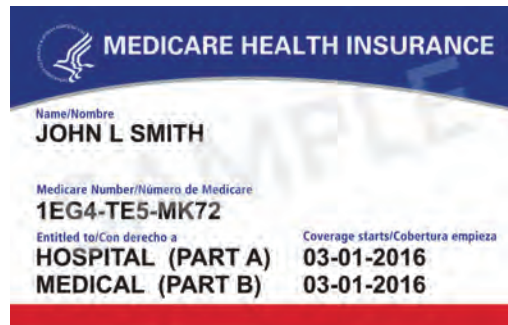 MEDICARE HEALTH INSURANCE
Name/Nombre
JOHN L SMITH
Medicare Number/Número de Medicare
1EG4-TE5-MK72
Entitled to/Con derecho a Coverage starts/Cobertura empieza
HOSPITAL (PART A) 03-01-2016
MEDICAL (PART B) 03-01-2016
SAMPLE